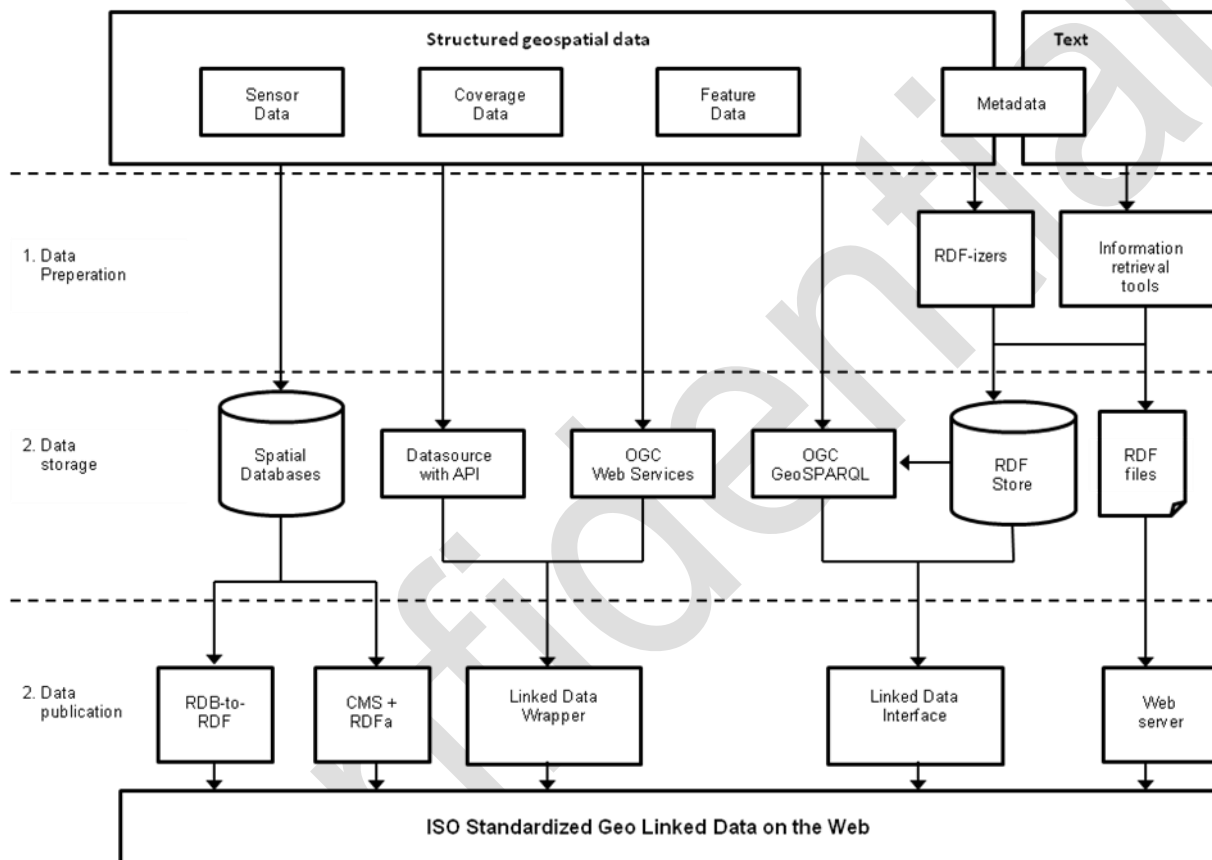 Structured geospatial data
Text
Sensor
Data
Coverage
Data
Feature
Data
Metadata
1. Data
Preperation
RDF-izers
Information
retrieval
tools
2. Data
storage
Spatial
Databases
Datasource
with API
OGC
Web Services
OGC
GeoSPARQL
RDF
Store
RDF
files
2. Data
publication
RDB-to-
RDF
CMS +
RDFa
Linked Data
Wrapper
Linked Data
Interface
Web
server
ISO Standardized Geo Linked Data on the Web
nfidential